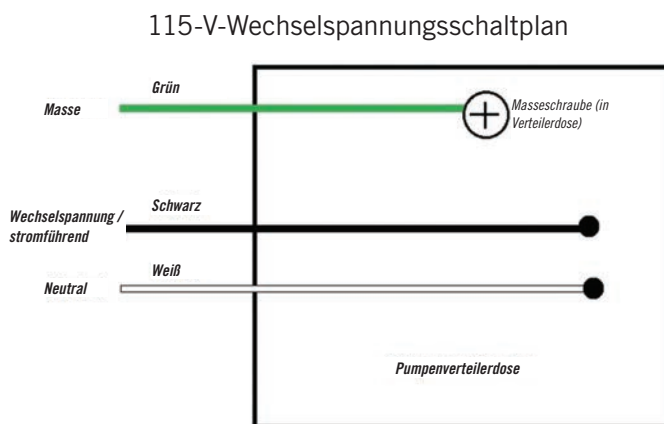 115-V-Wechselspannungsschaltplan
Grün
Masse
Masseschraube (in
Verteilerdose)
Schwarz
Wechselspannung /
stromführend
Weiß
Neutral
Pumpenverteilerdose